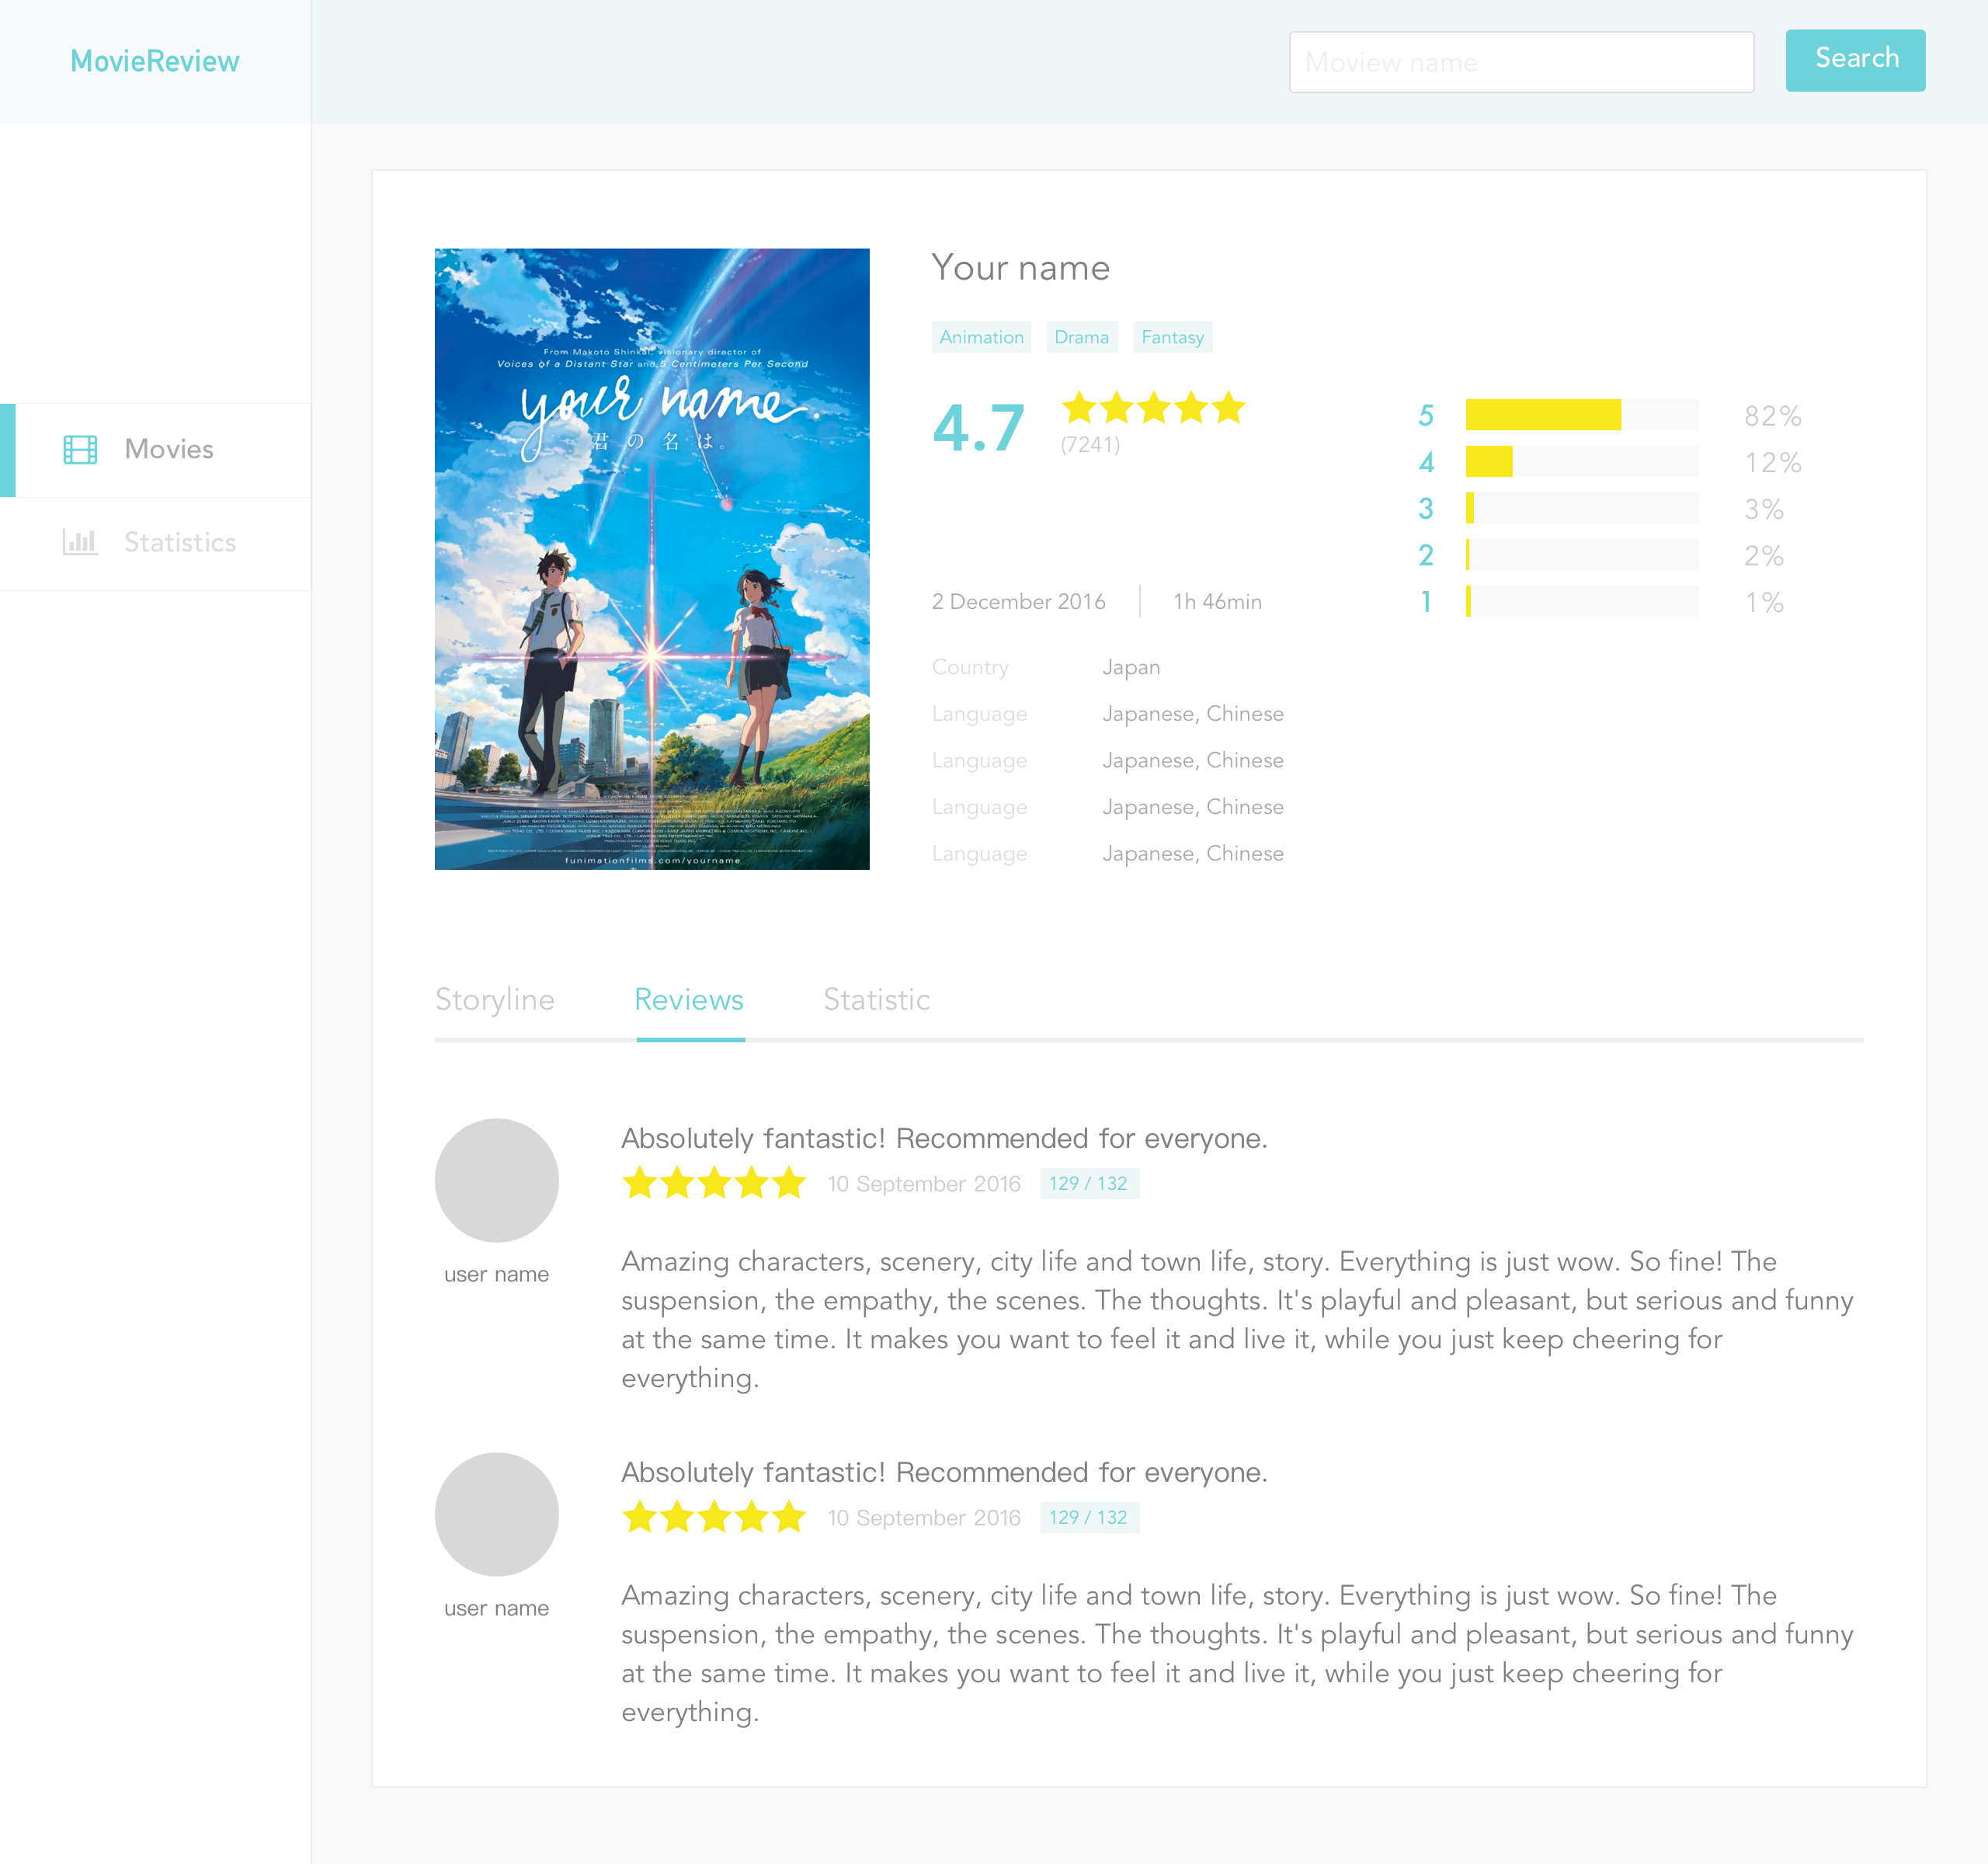 MovieReview
Moview name
Search
Movies
Statistics
From Makoto Shinkai, visionary director of
Voices of a Distant Star and 5 Centimeters Per Second
your name.
君の名は。
funimationfilms.com/yourname
Your name
Animation Drama Fantasy
4.7
(7241)
5 82%
4 12%
3 3%
2 2%
1 1%
2 December 2016 1h 46min
Country Japan
Language Japanese, Chinese
Language Japanese, Chinese
Language Japanese, Chinese
Language Japanese, Chinese
Storyline Reviews Statistic
Absolutely fantastic! Recommended for everyone.
10 September 2016 129 / 132
user name
Amazing characters, scenery, city life and town life, story. Everything is just wow. So fine! The
suspension, the empathy, the scenes. The thoughts. It's playful and pleasant, but serious and funny
at the same time. It makes you want to feel it and live it, while you just keep cheering for
everything.
Absolutely fantastic! Recommended for everyone.
10 September 2016 129 / 132
user name
Amazing characters, scenery, city life and town life, story. Everything is just wow. So fine! The
suspension, the empathy, the scenes. The thoughts. It's playful and pleasant, but serious and funny
at the same time. It makes you want to feel it and live it, while you just keep cheering for
everything.